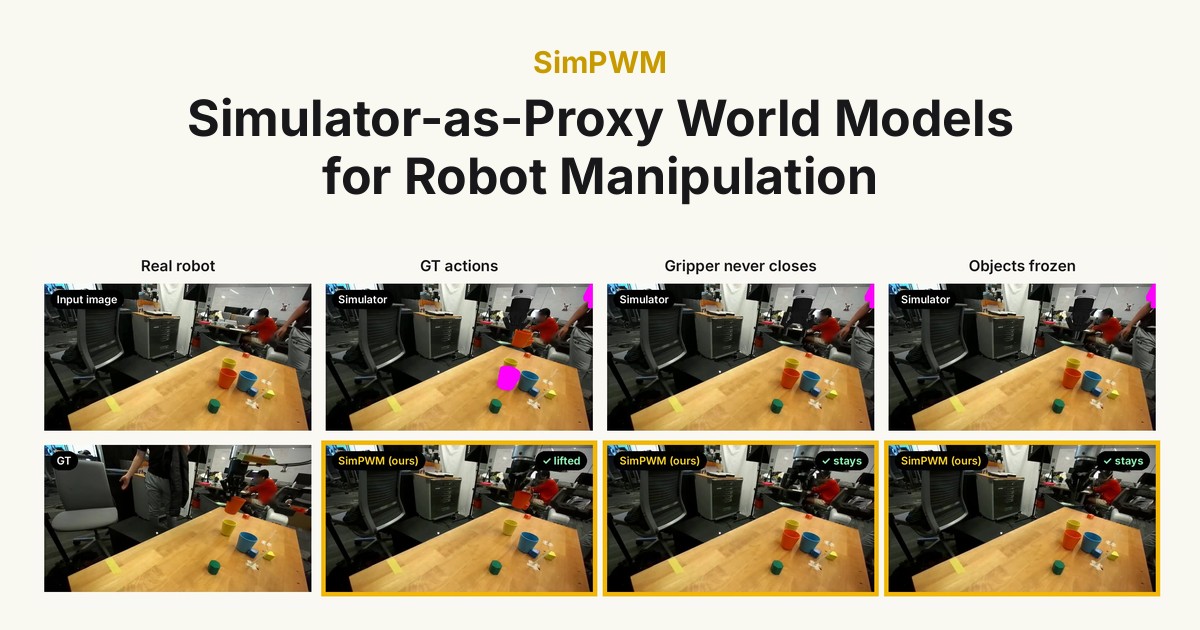 SimPWM
Simulator-as-Proxy World Models
for Robot Manipulation
Real robot
GT actions
Gripper never closes
Objects frozen
Input image
Simulator
Simulator
Simulator
GT
SimPWM (ours)
✓ lifted
SimPWM (ours)
✓ stays
SimPWM (ours)
✓ stays